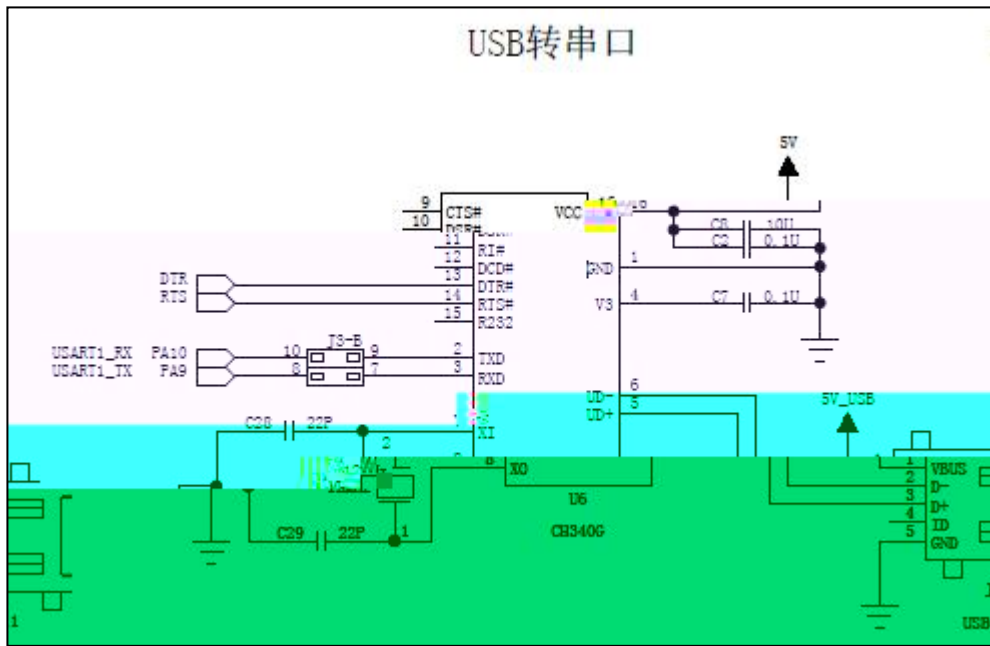 USB转串口
5V
9 CTS# VCC
10 DSR# C8 10U
11 RI# C2 0.1U
12 DCD# GND 1
DTR 13 DTR#
RTS 14 RTS# V3 4 C7 0.1U
15 R232
J3-B
USART1_RX PA10 10 9 2 TXD
USART1_TX PA9 8 7 3 RXD
UD- 6
UD+ 5 5V_USB
C28 22P XI
2
8 XO 1 VBUS
2 D-
U6 3 D+
4 ID
C29 22P 1 CH340G 5 GND
1
USB